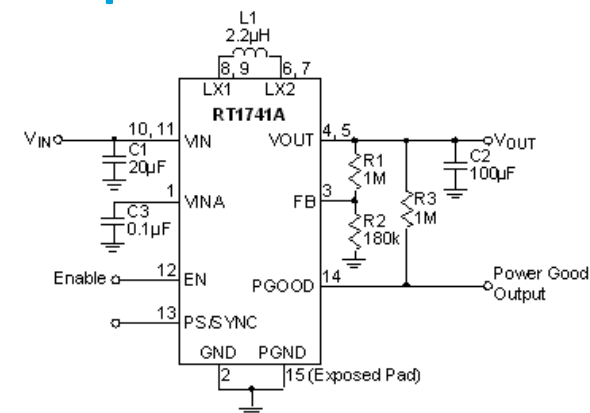 L1
2.2µH
8, 9
6, 7
LX1
LX2
RT1741A
VIN
10, 11
VIN
VOUT
4, 5
VOUT
C1
20µF
R1
1M
C2
100µF
1
VINA
FB
3
R3
1M
C3
0.1µF
R2
180k
Enable
12
EN
PGOOD
14
Power Good
Output
13
PS/SYNC
GND
PGND
2
15 (Exposed Pad)